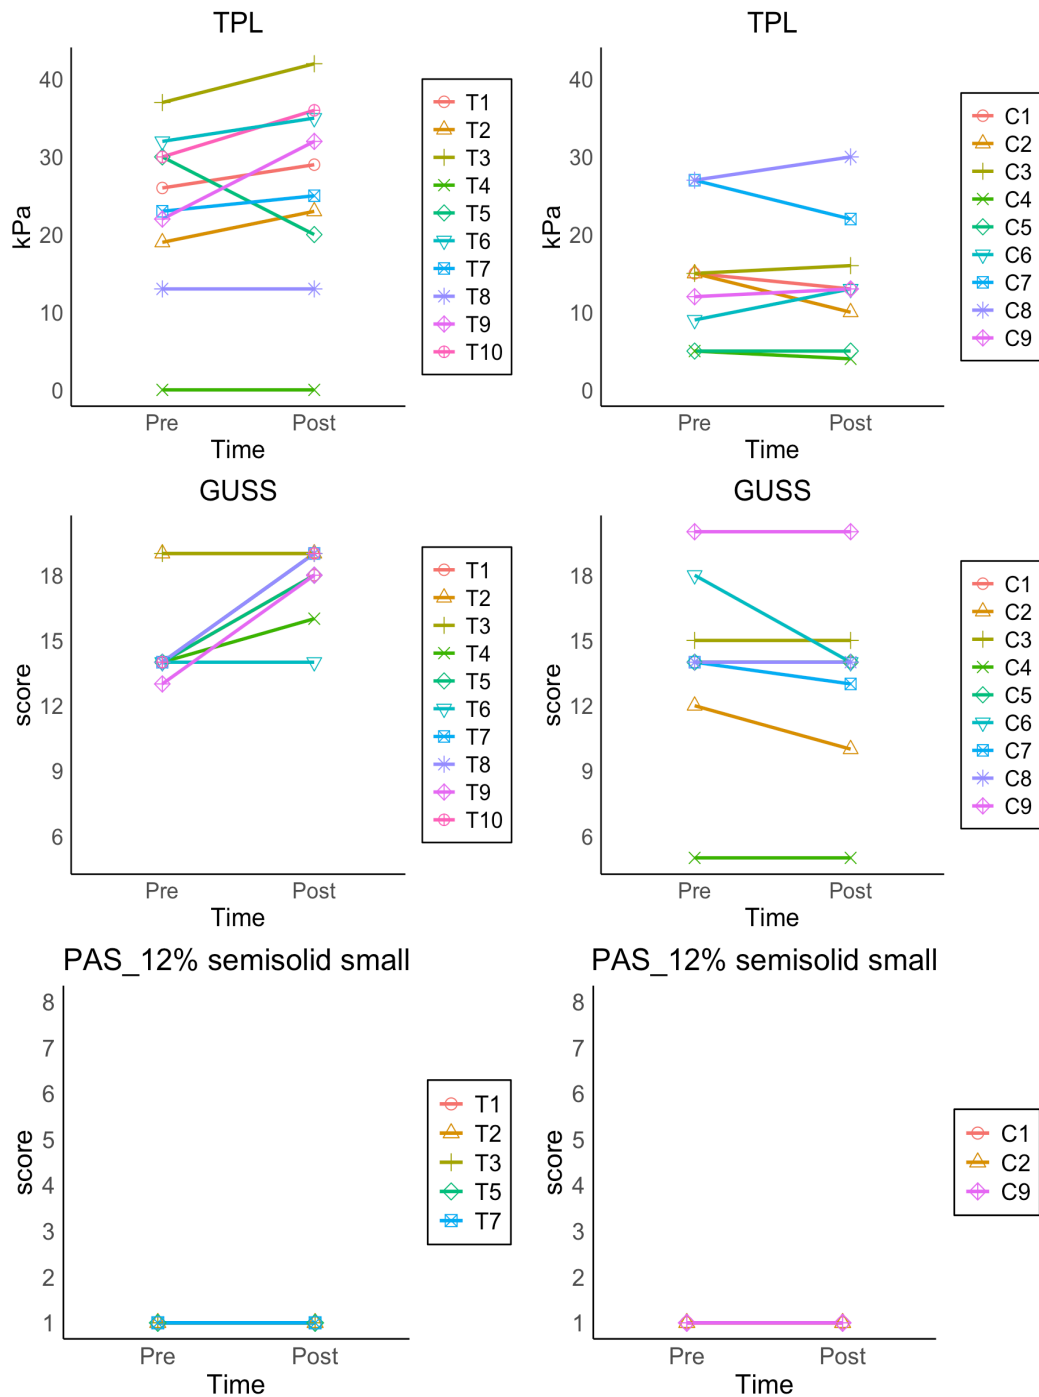 TPL
kPa
40
30
20
10
0
Pre Post
Time
T1
T2
T3
T4
T5
T6
T7
T8
T9
T10
TPL
kPa
40
30
20
10
0
Pre Post
Time
C1
C2
C3
C4
C5
C6
C7
C8
C9
GUSS
score
18
15
12
9
6
Pre Post
Time
T1
T2
T3
T4
T5
T6
T7
T8
T9
T10
GUSS
score
18
15
12
9
6
Pre Post
Time
C1
C2
C3
C4
C5
C6
C7
C8
C9
PAS_12% semisolid small
score
8
7
6
5
4
3
2
1
Pre Post
Time
T1
T2
T3
T5
T7
PAS_12% semisolid small
score
8
7
6
5
4
3
2
1
Pre Post
Time
C1
C2
C9